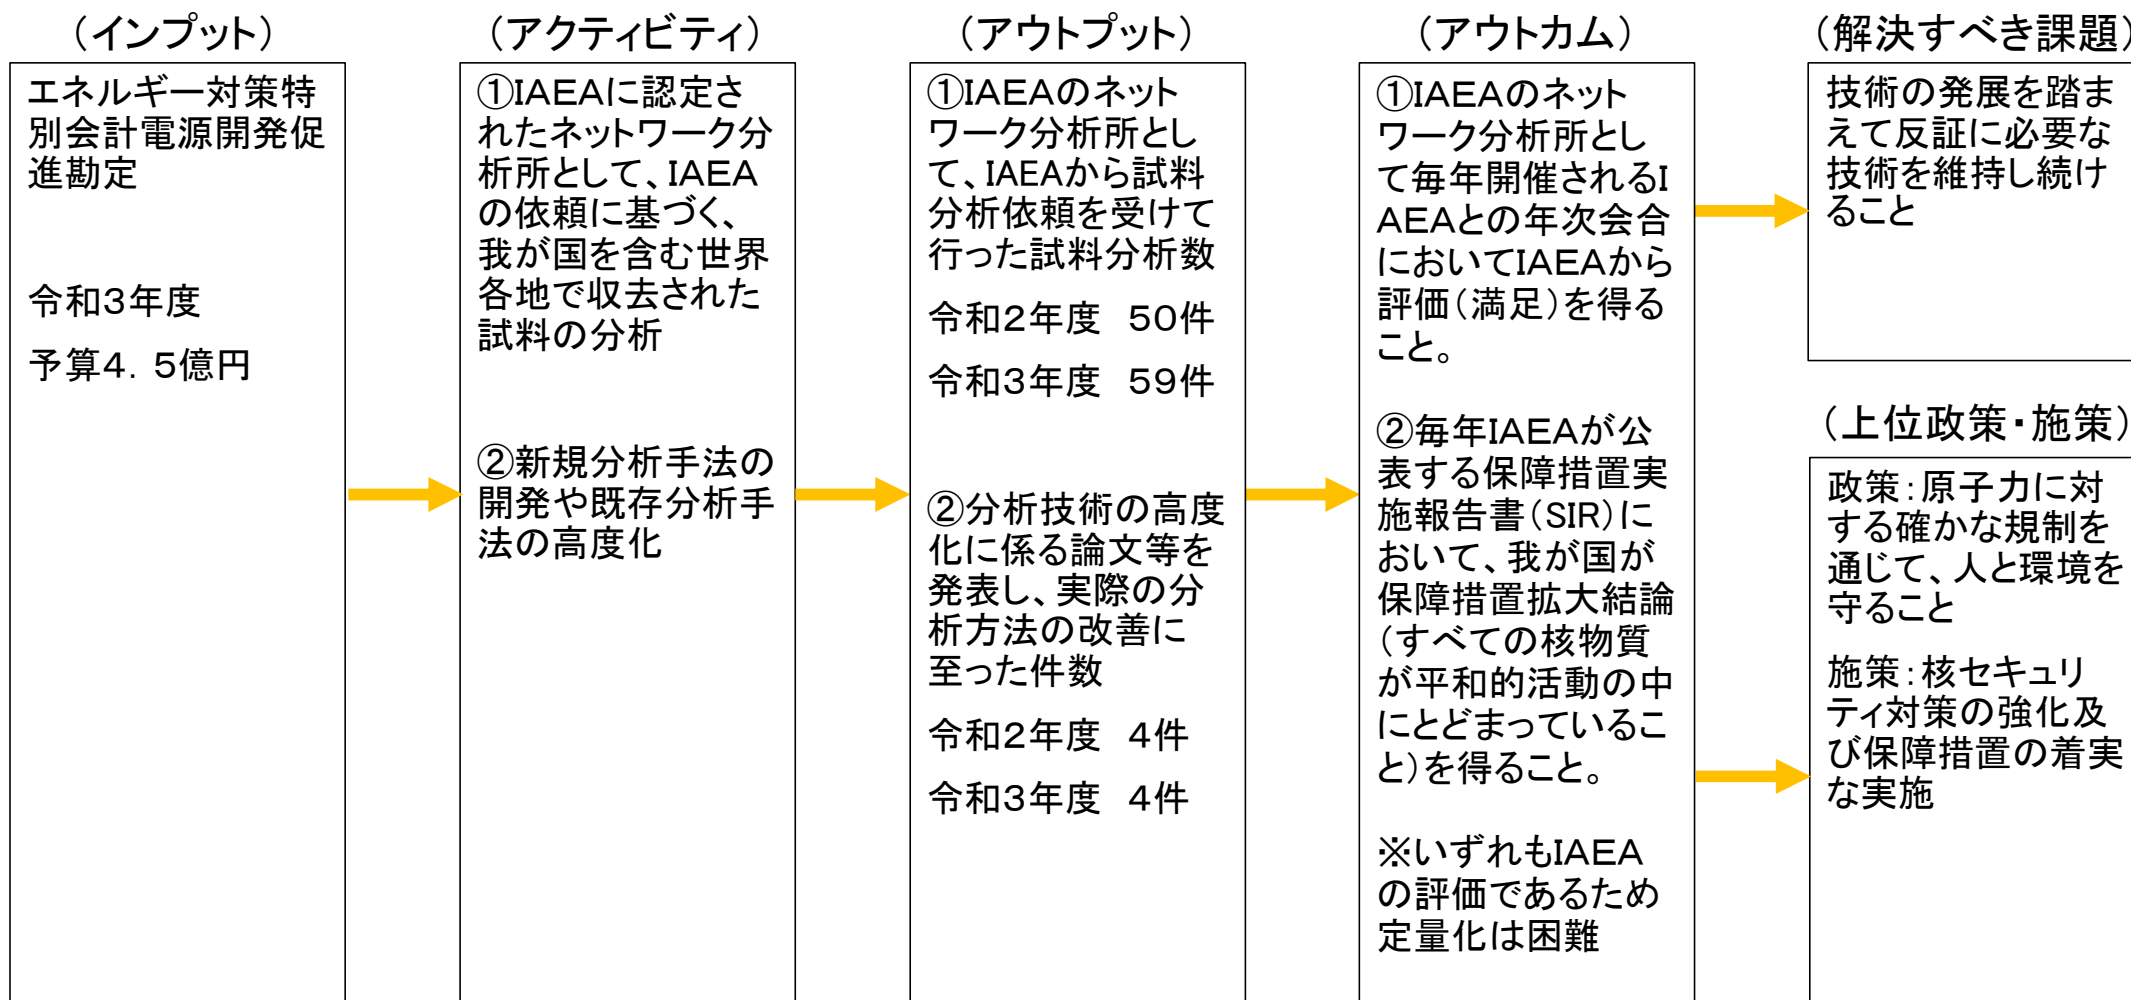 （インプット）
エネルギー対策特
別会計電源開発促
進勘定
令和３年度
予算４．５億円
（アクティビティ）
①ＩＡＥＡに認定さ
れたネットワーク分
析所として、ＩＡＥＡ
の依頼に基づく、
我が国を含む世界
各地で収去された
試料の分析
②新規分析手法の
開発や既存分析手
法の高度化
（アウトプット）
①ＩＡＥＡのネット
ワーク分析所とし
て、ＩＡＥＡから試料
分析依頼を受けて
行った試料分析数
令和２年度　５０件
令和３年度　５９件
②分析技術の高度
化に係る論文等を
発表し、実際の分
析方法の改善に
至った件数
令和２年度　４件
令和３年度　４件
（アウトカム）
①ＩＡＥＡのネット
ワーク分析所とし
て毎年開催されるＩ
ＡＥＡとの年次会合
においてＩＡＥＡから
評価（満足）を得る
こと。
②毎年ＩＡＥＡが公
表する保障措置実
施報告書（SIR）に
おいて、我が国が
保障措置拡大結論
（すべての核物質
が平和的活動の中
にとどまっているこ
と）を得ること。
※いずれもＩＡＥＡ
の評価であるため
定量化は困難
（解決すべき課題）
技術の発展を踏ま
えて反証に必要な
技術を維持し続け
ること
（上位政策・施策）
政策：原子力に対
する確かな規制を
通じて、人と環境を
守ること
施策：核セキュリ
ティ対策の強化及
び保障措置の着実
な実施